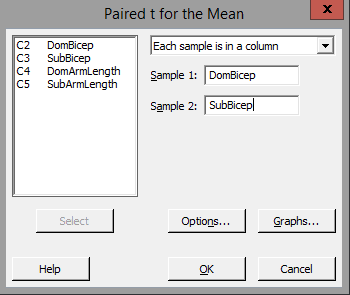 Paired t for the Mean
C2 DomBicep
C3 SubBicep
C4 DomArmLength
C5 SubArmLength
Each sample is in a column
Sample 1: DomBicep
Sample 2: SubBicep
Select
Options...
Graphs...
Help
OK
Cancel